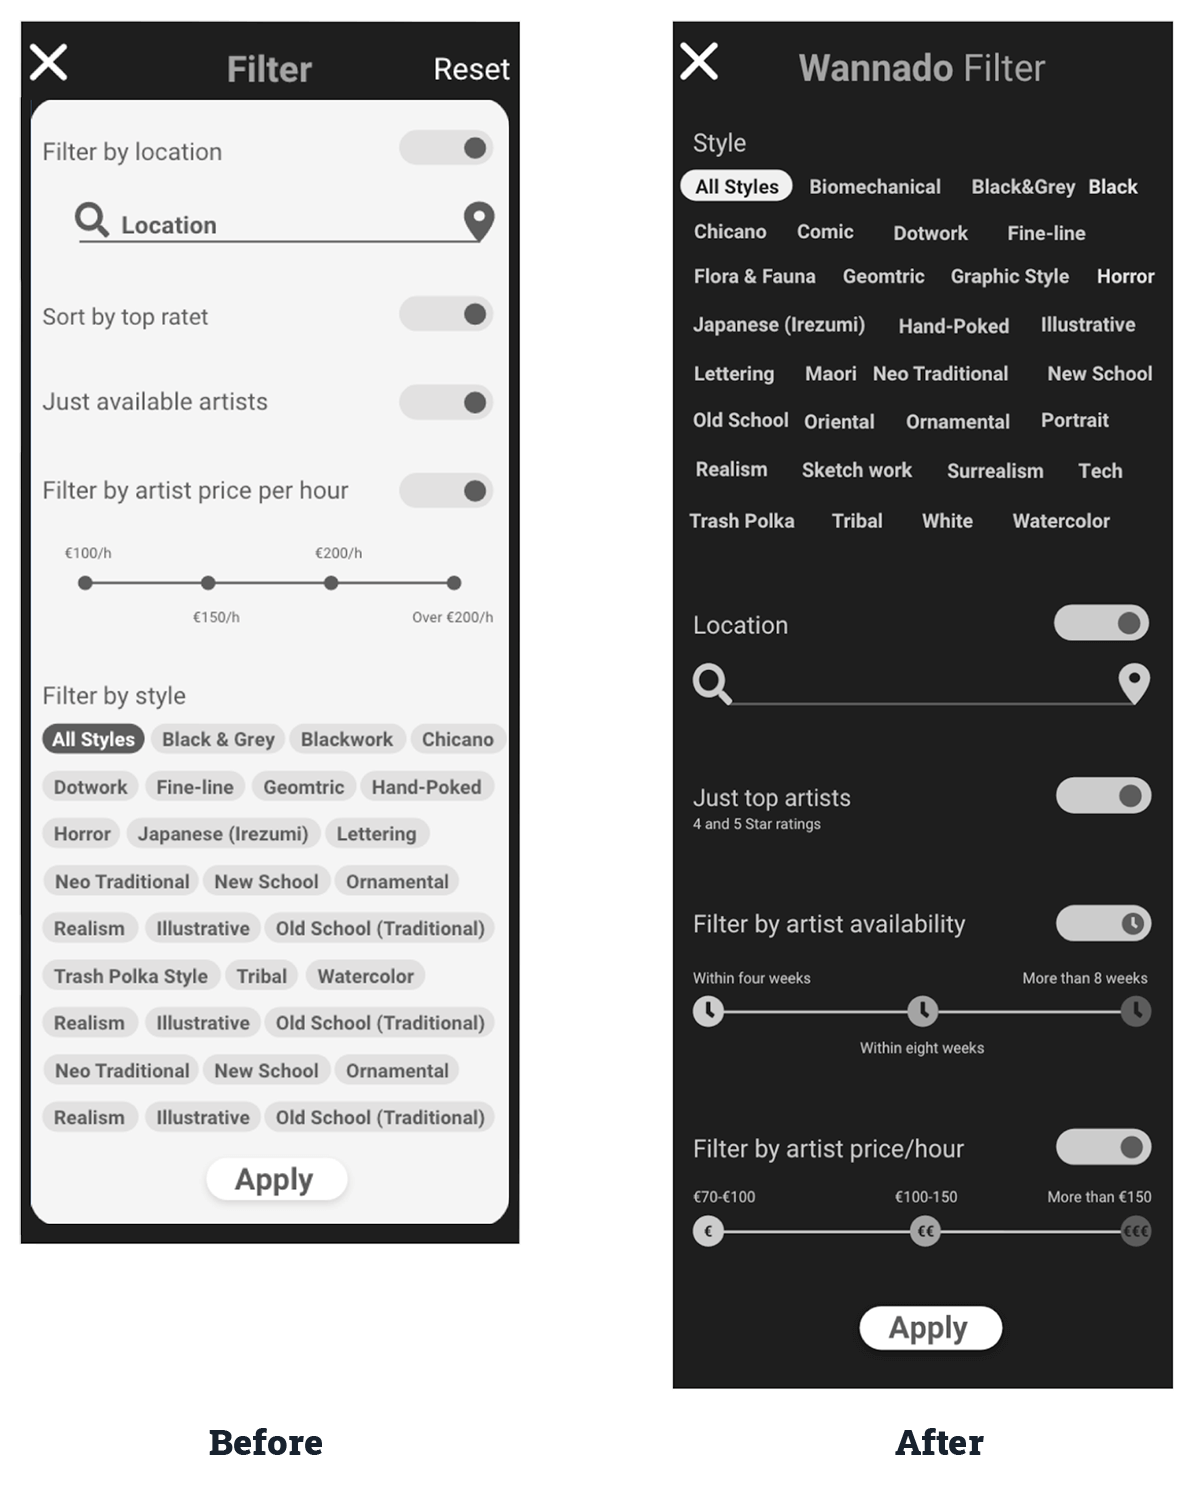 Filter
Reset
Filter by location
Location
Sort by top ratet
Just available artists
Filter by artist price per hour
€100/h €200/h
€150/h Over €200/h
Filter by style
All Styles Black & Grey Blackwork Chicano
Dotwork Fine-line Geomtric Hand-Poked
Horror Japanese (Irezumi) Lettering
Neo Traditional New School Ornamental
Realism Illustrative Old School (Traditional)
Trash Polka Style Tribal Watercolor
Realism Illustrative Old School (Traditional)
Neo Traditional New School Ornamental
Realism Illustrative Old School (Traditional)
Apply
Before
Wannado Filter
Style
All Styles Biomechanical Black&Grey Black
Chicano Comic Dotwork Fine-line
Flora & Fauna Geomtric Graphic Style Horror
Japanese (Irezumi) Hand-Poked Illustrative
Lettering Maori Neo Traditional New School
Old School Oriental Ornamental Portrait
Realism Sketch work Surrealism Tech
Trash Polka Tribal White Watercolor
Location
Just top artists
4 and 5 Star ratings
Filter by artist availability
Within four weeks More than 8 weeks
Within eight weeks
Filter by artist price/hour
€70-€100 €100-150 More than €150
€ €€ €€€
Apply
After